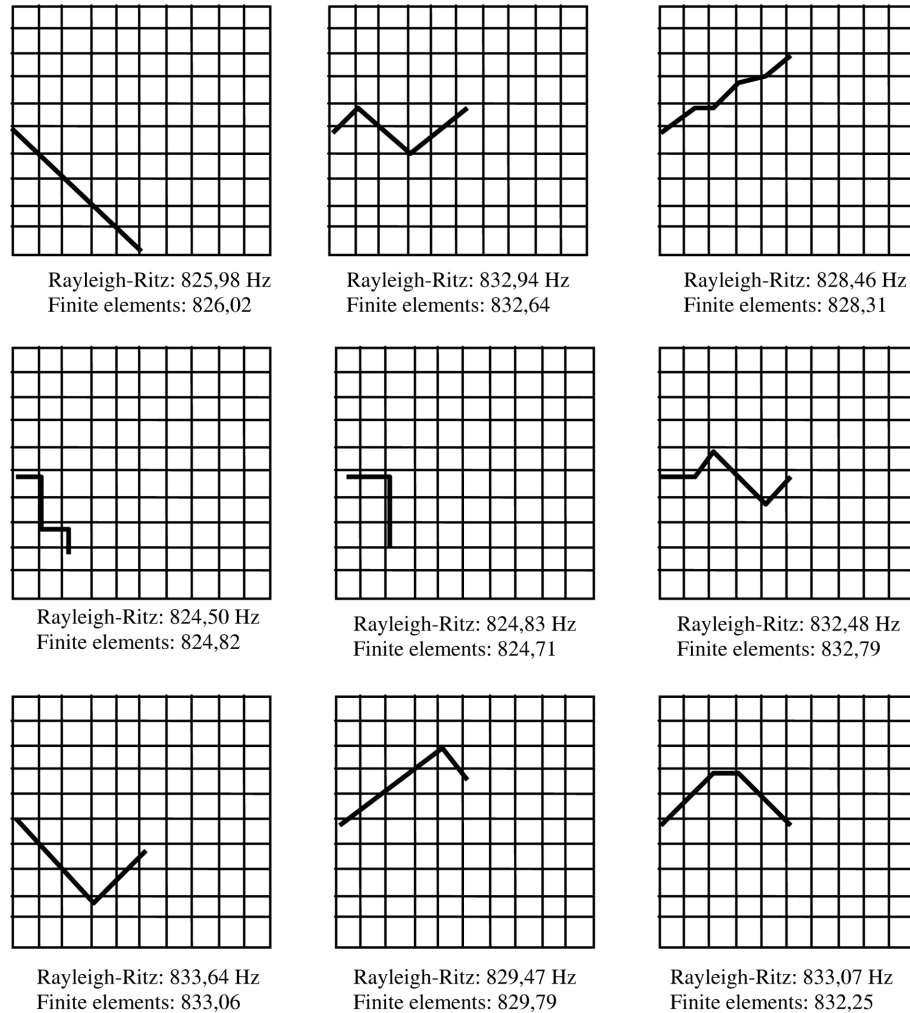 Rayleigh-Ritz: 825,98 Hz
Finite elements: 826,02
Rayleigh-Ritz: 832,94 Hz
Finite elements: 832,64
Rayleigh-Ritz: 828,46 Hz
Finite elements: 828,31
Rayleigh-Ritz: 824,50 Hz
Finite elements: 824,82
Rayleigh-Ritz: 824,83 Hz
Finite elements: 824,71
Rayleigh-Ritz: 832,48 Hz
Finite elements: 832,79
Rayleigh-Ritz: 833,64 Hz
Finite elements: 833,06
Rayleigh-Ritz: 829,47 Hz
Finite elements: 829,79
Rayleigh-Ritz: 833,07 Hz
Finite elements: 832,25